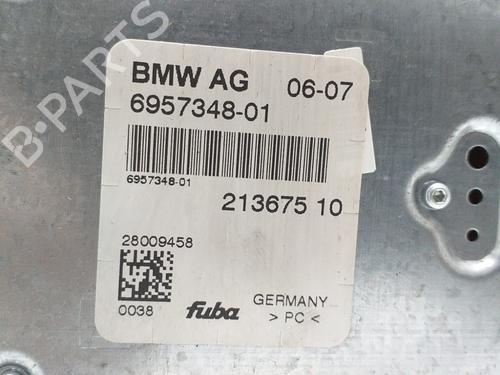 B-PARTS
BMW AG 06-07
6957348-01
6957348-01
213675 10
28009458
0038
fuba
GERMANY
> PC <